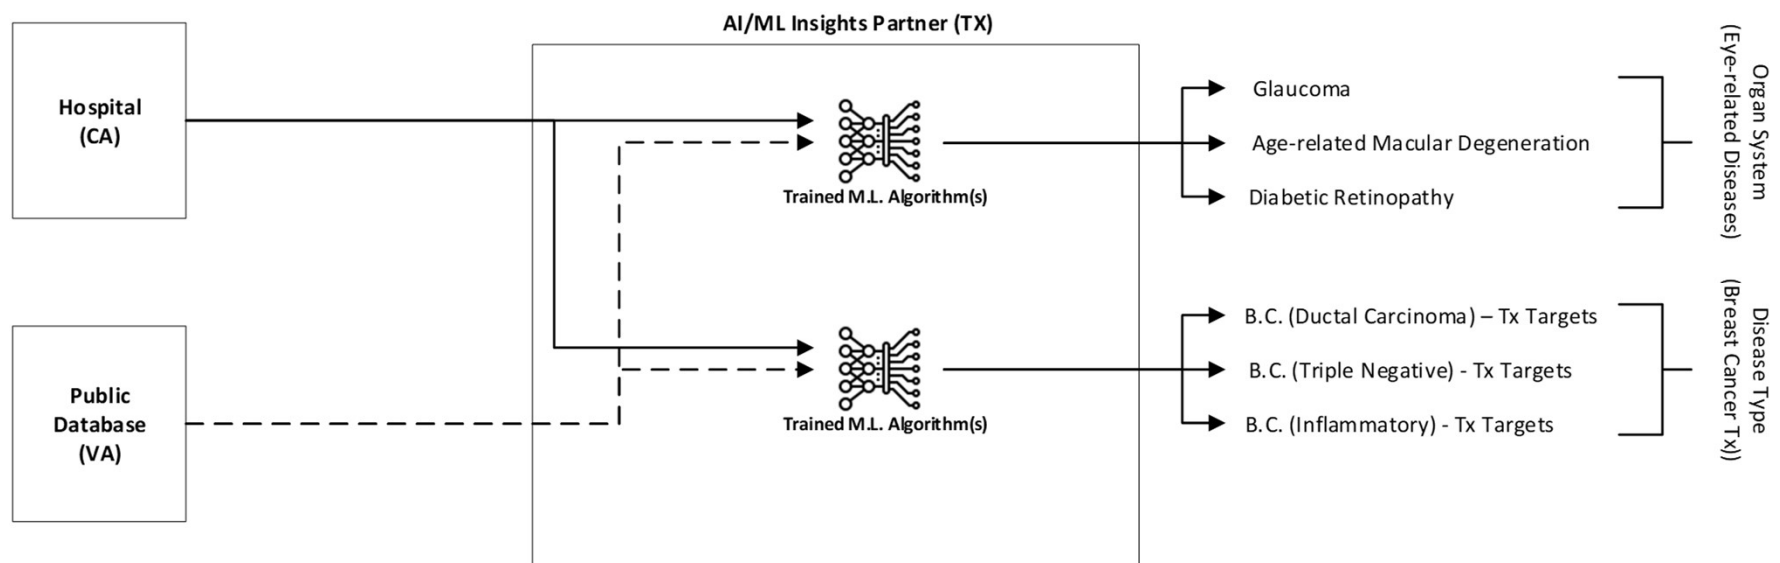 AI/ML Insights Partner (TX)
Hospital
(CA)
Public
Database
(VA)
Trained M.L. Algorithm(s)
Trained M.L. Algorithm(s)
Glaucoma
Age-related Macular Degeneration
Diabetic Retinopathy
Organ System
(Eye-related Diseases)
B.C. (Ductal Carcinoma) – Tx Targets
B.C. (Triple Negative) - Tx Targets
B.C. (Inflammatory) - Tx Targets
Disease Type
(Breast Cancer Tx))